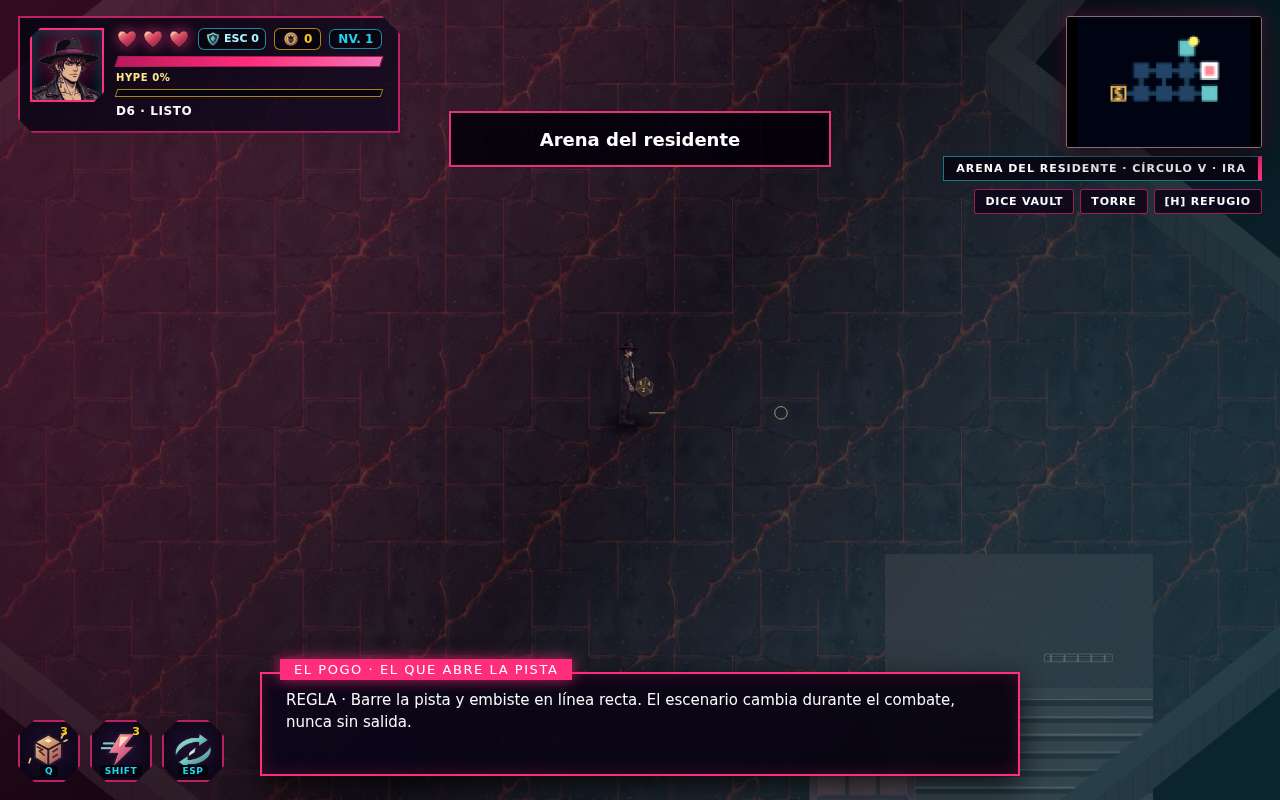 ESC 0
0
NV. 1
HYPE 0%
D6 · LISTO
Arena del residente
$
ARENA DEL RESIDENTE · CÍRCULO V · IRA
DICE VAULT
TORRE
[H] REFUGIO
EL POGO · EL QUE ABRE LA PISTA
REGLA · Barre la pista y embiste en línea recta. El escenario cambia durante el combate,
nunca sin salida.
3
Q
3
SHIFT
ESP